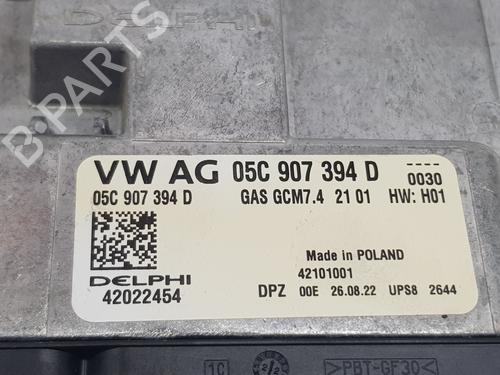 DELPHI
B-PARTS
VW AG 05C 907 394 D
0030
05C 907 394 D GAS GCM7.4 21 01 HW: H01
Made in POLAND
42101001
DELPHI
42022454
DPZ 00E 26.08.22 UPS8 2644
1C
>PBT-GF30<